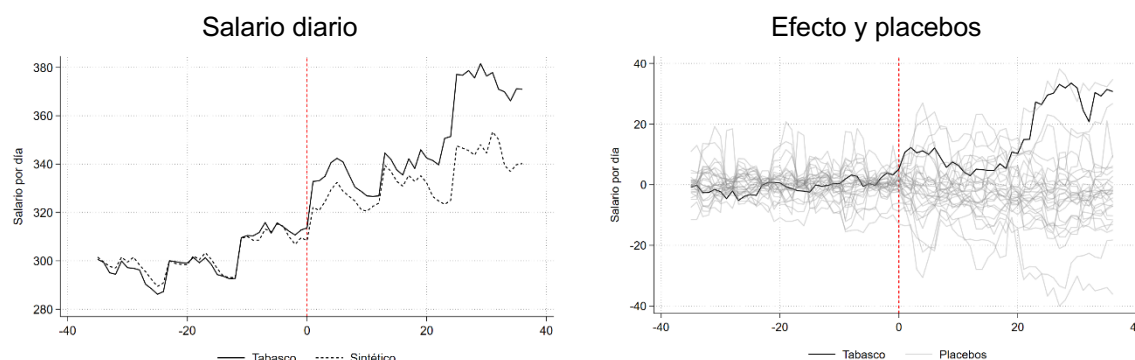 Salario diario
Salario por día
380
360
340
320
300
280
-40
-20
0
20
40
Tabasco
Sintético
Efecto y placebos
Salario por día
40
20
0
-20
-40
-40
-20
0
20
40
Tabasco
Placebos